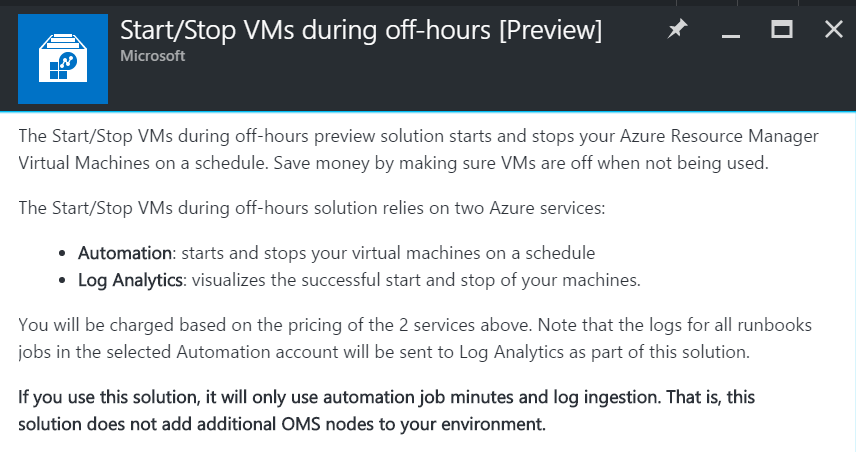 Start/Stop VMs during off-hours [Preview]
Microsoft
The Start/Stop VMs during off-hours preview solution starts and stops your Azure Resource Manager
Virtual Machines on a schedule. Save money by making sure VMs are off when not being used.
The Start/Stop VMs during off-hours solution relies on two Azure services:
• Automation: starts and stops your virtual machines on a schedule
• Log Analytics: visualizes the successful start and stop of your machines.
You will be charged based on the pricing of the 2 services above. Note that the logs for all runbooks
jobs in the selected Automation account will be sent to Log Analytics as part of this solution.
If you use this solution, it will only use automation job minutes and log ingestion. That is, this
solution does not add additional OMS nodes to your environment.